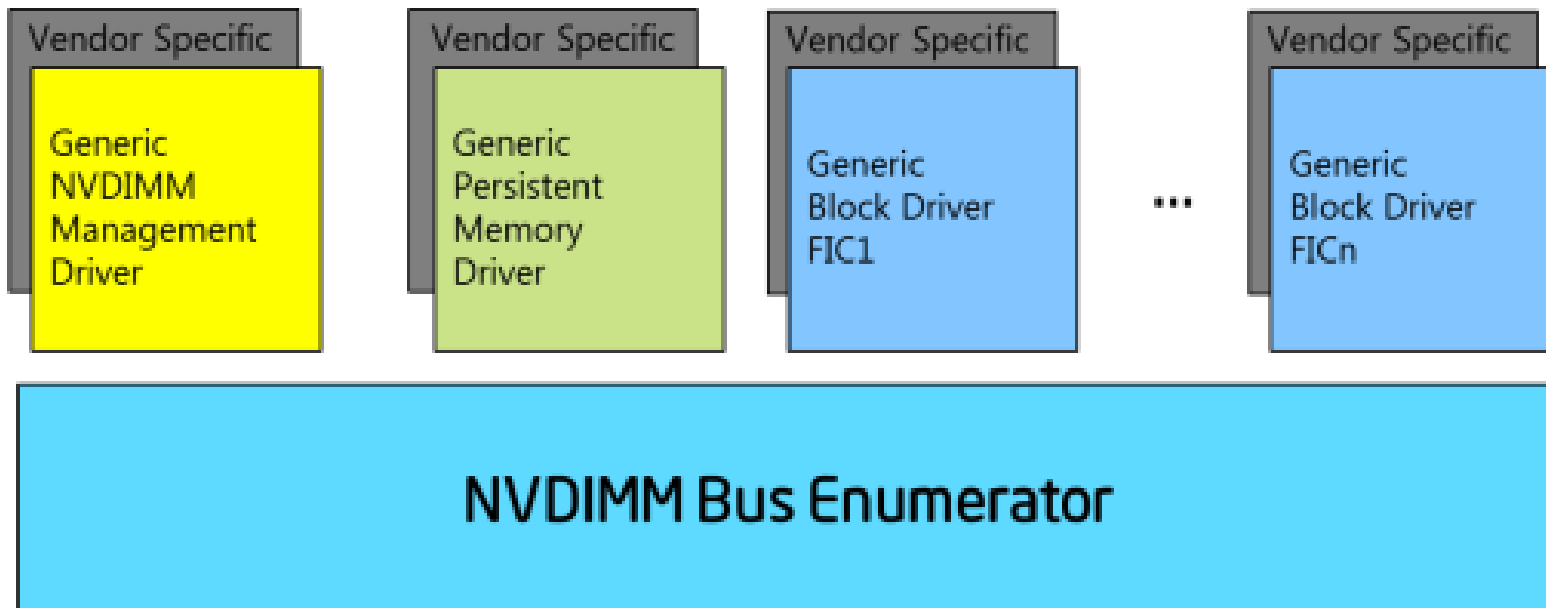 Vendor Specific
Generic
NVDIMM
Management
Driver
Vendor Specific
Generic
Persistent
Memory
Driver
Vendor Specific
Generic
Block Driver
FIC1
...
Vendor Specific
Generic
Block Driver
FICn
NVDIMM Bus Enumerator